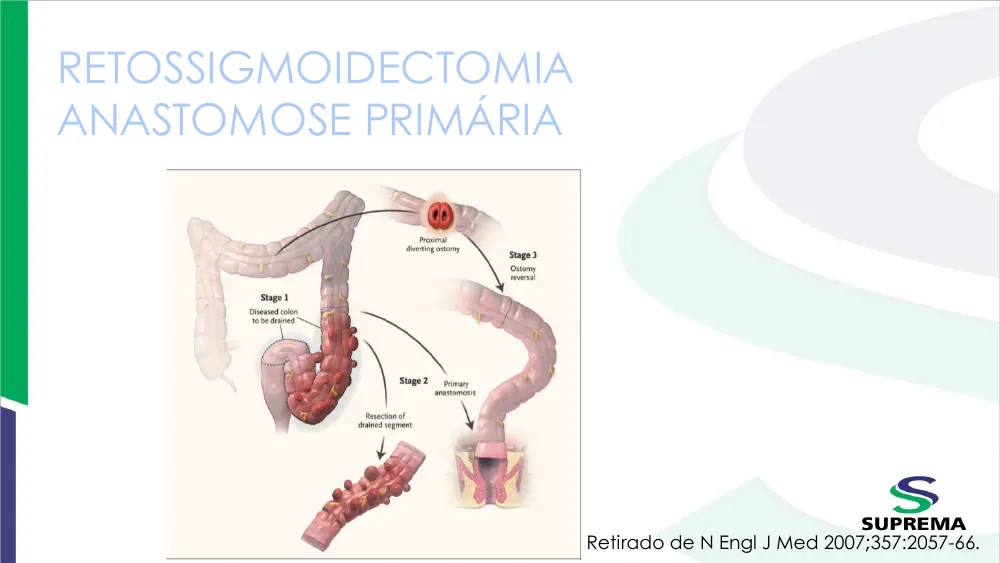 RETOSSIGMOIDECTOMIA
ANASTOMOSE PRIMÁRIA
Proximal
diverting ostomy
Stage 3
Ostomy
reversal
Stage 1
Diseased colon
to be drained
Stage 2
Primary
anastomosis
Resection of
drained segment
SUPREMA
Retirado de N Engl J Med 2007;357:2057-66.